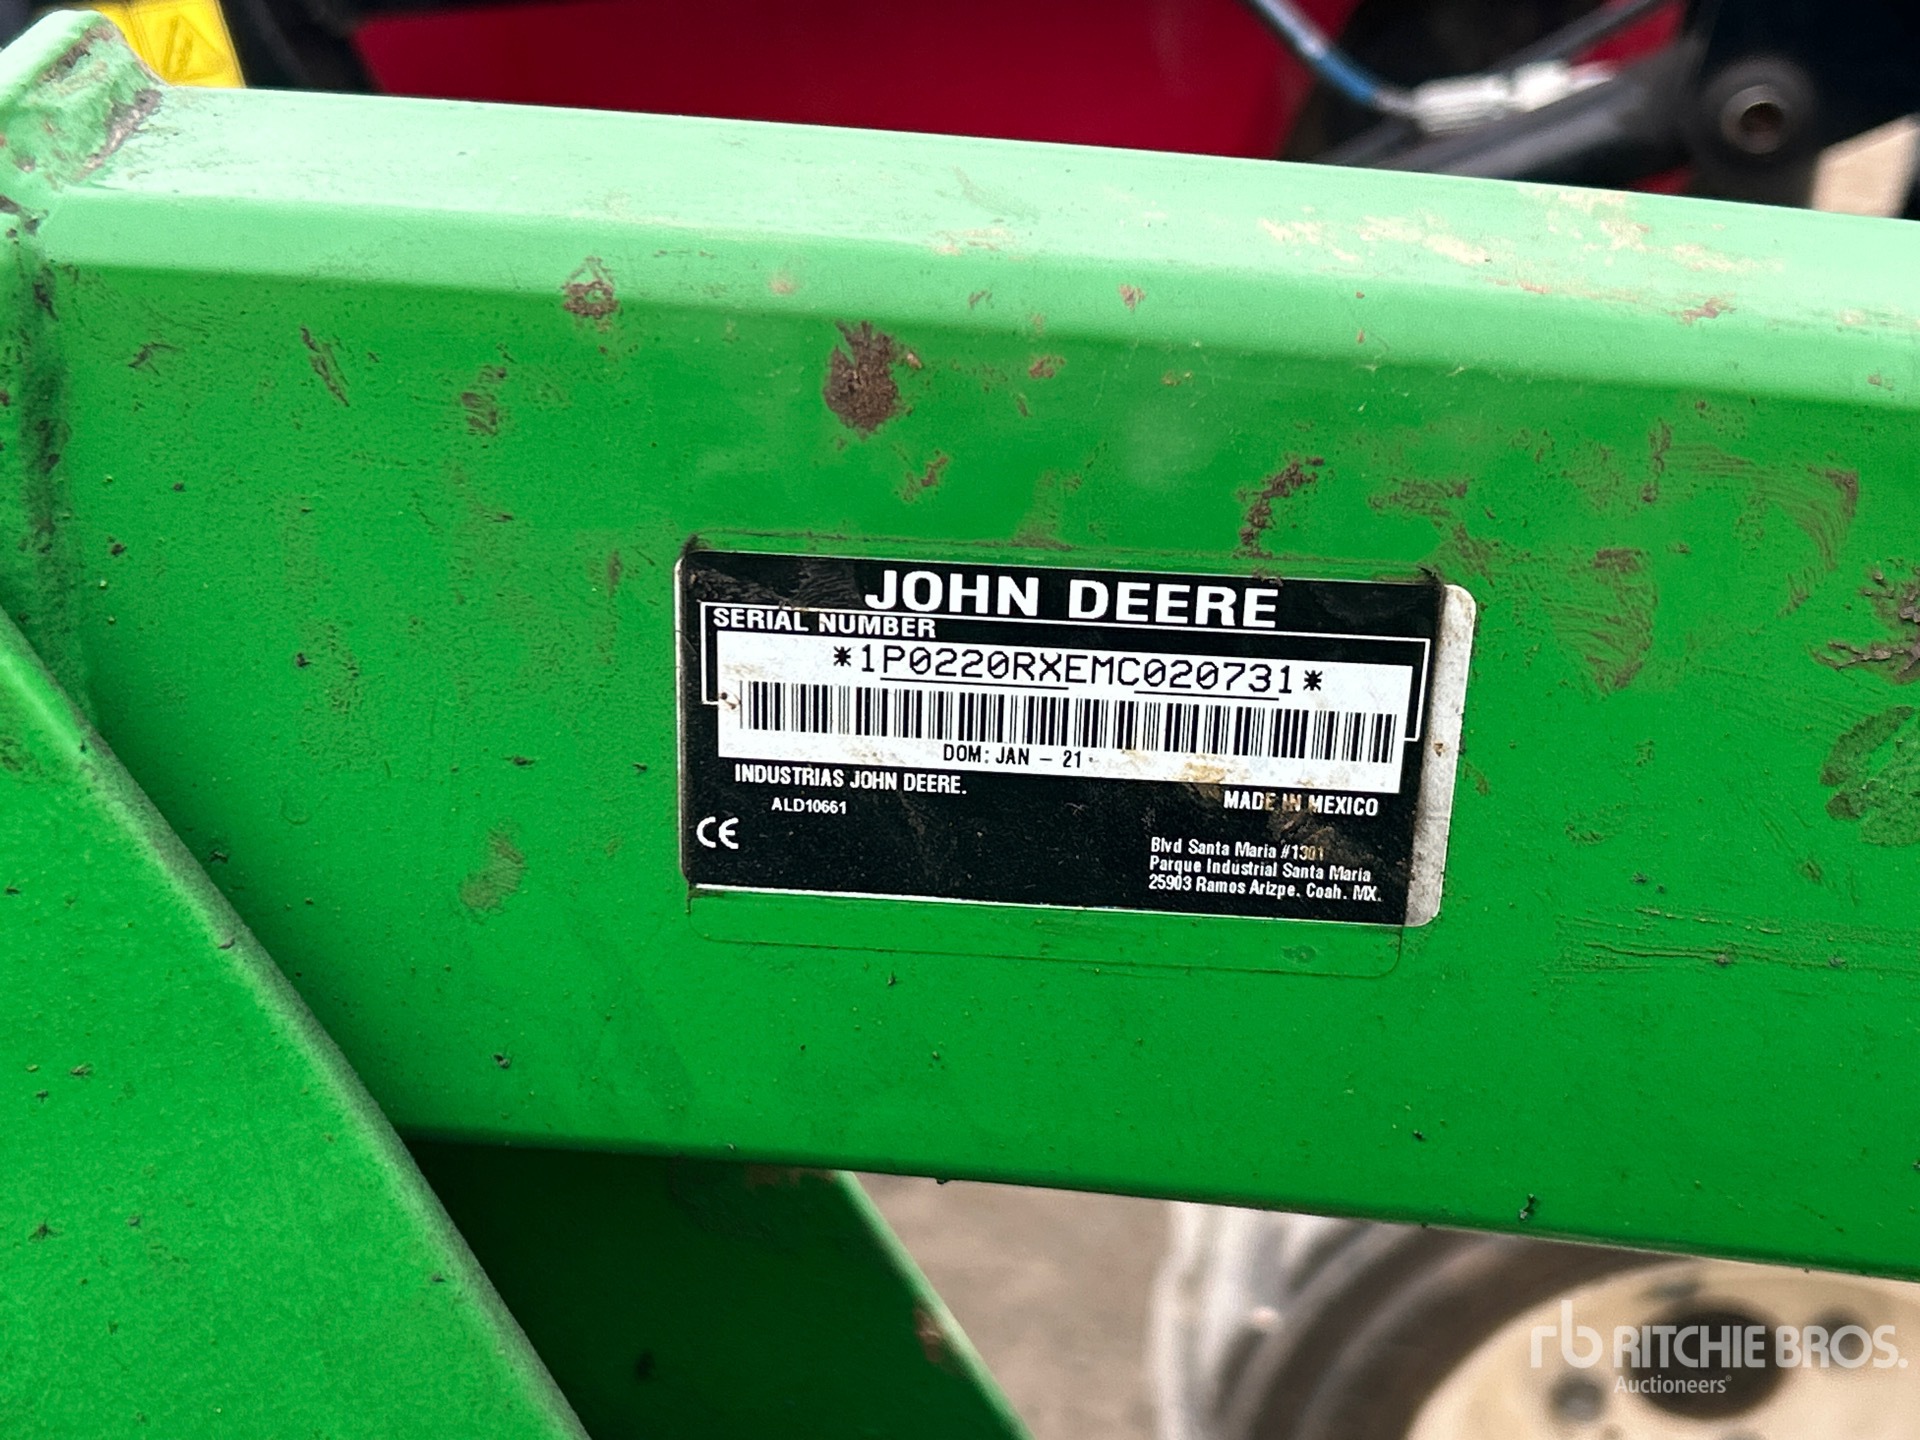 JOHN DEERE
SERIAL NUMBER
*1P0220RXEMC020731*
DOM: JAN - 21
INDUSTRIAS JOHN DEERE.
ALD10661
MADE IN MEXICO
CE
Blvd Santa Maria #1301
Parque Industrial Santa Maria
25903 Ramos Arizpe. Coah. MX.
rb RITCHIE BROS.
Auctioneers